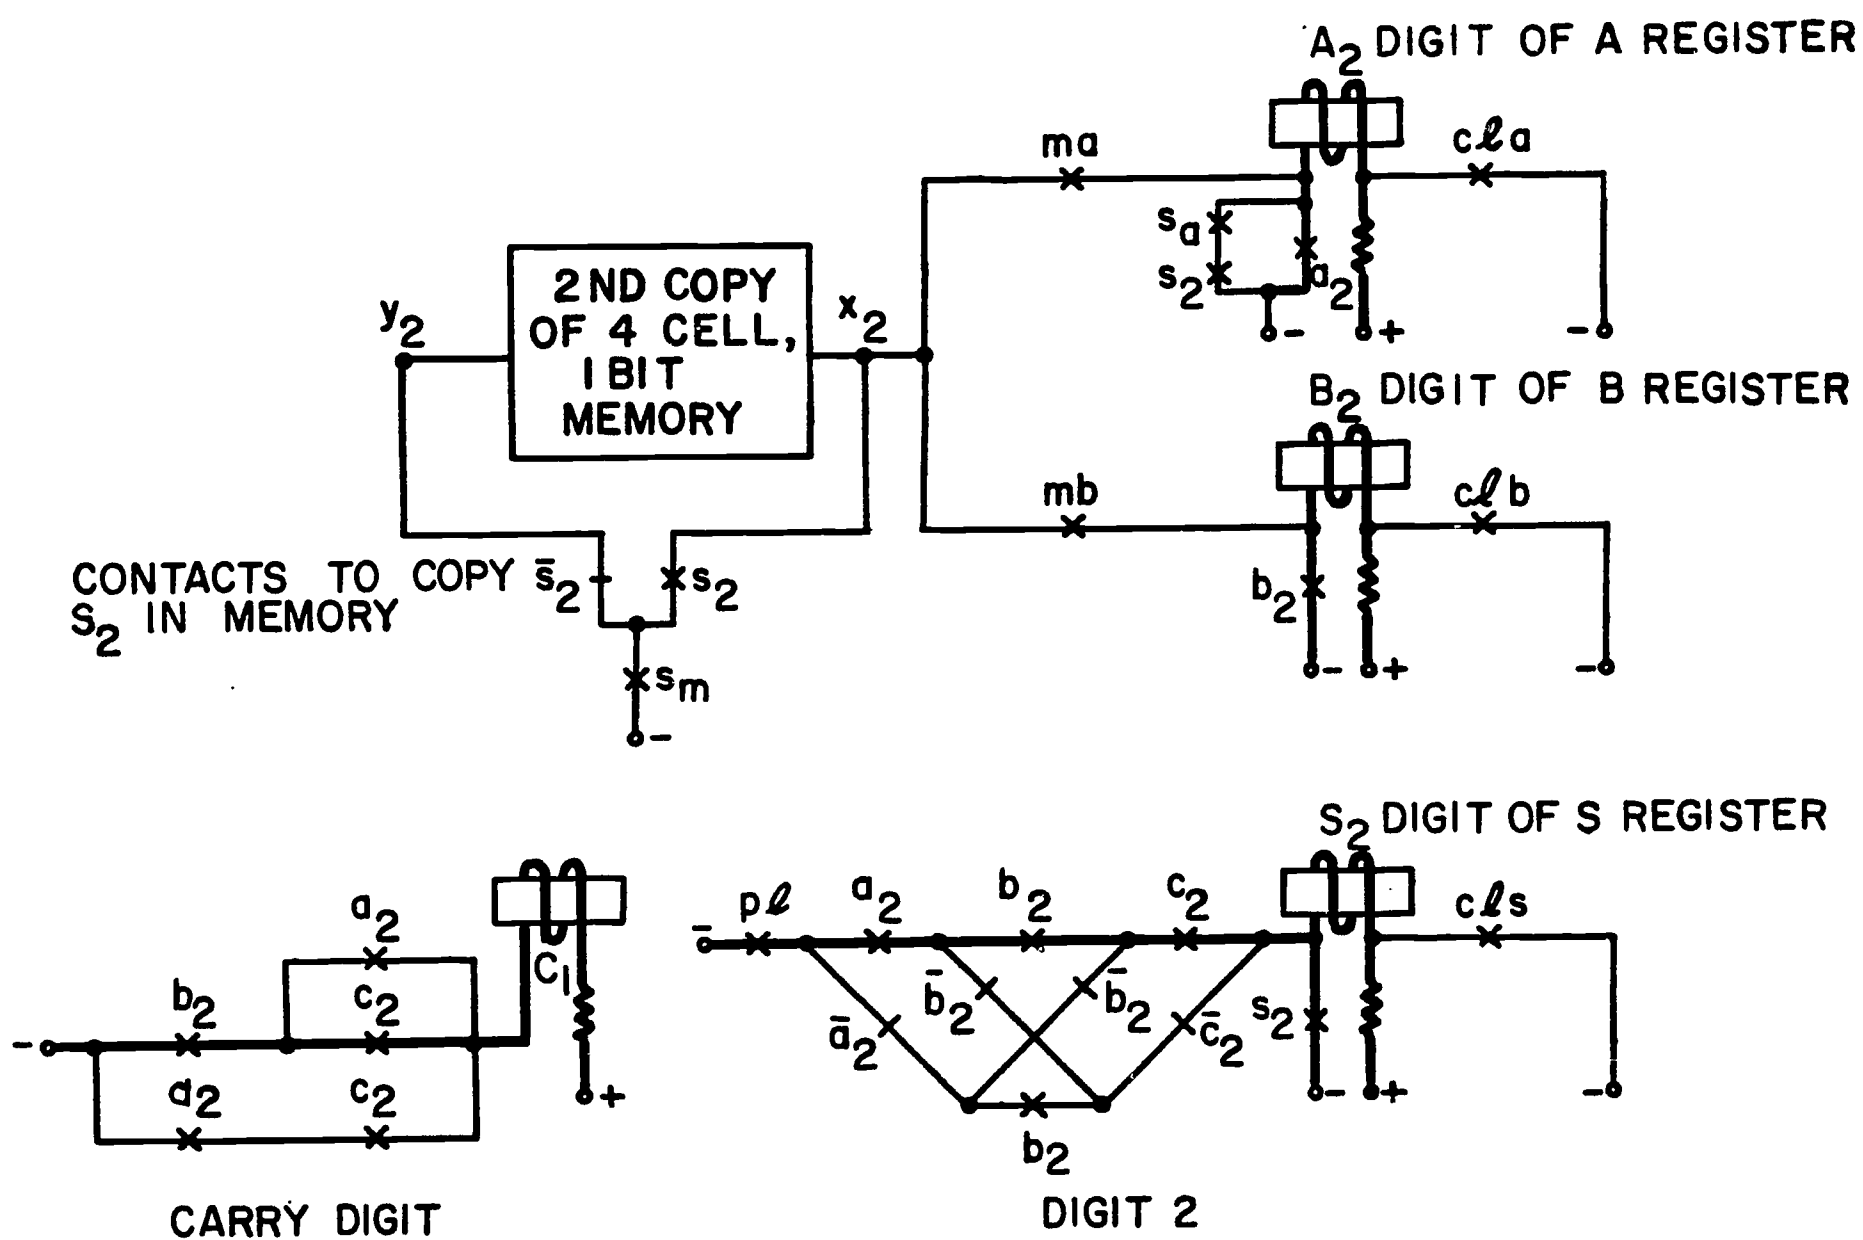 A2 DIGIT OF A REGISTER
ma
cla
sa
s2
a2
- + -
2ND COPY
OF 4 CELL,
1 BIT
MEMORY
y2
x2
B2 DIGIT OF B REGISTER
mb
clb
b2
- + -
CONTACTS TO COPY
S2 IN MEMORY
s̄2
s2
sm
-
S2 DIGIT OF S REGISTER
a2
b2
c2
C1
a2
c2
- +
CARRY DIGIT
-
pl
a2
b2
c2
ā2
b̄2
b̄2
c̄2
b2
s2
cls
- + -
DIGIT 2